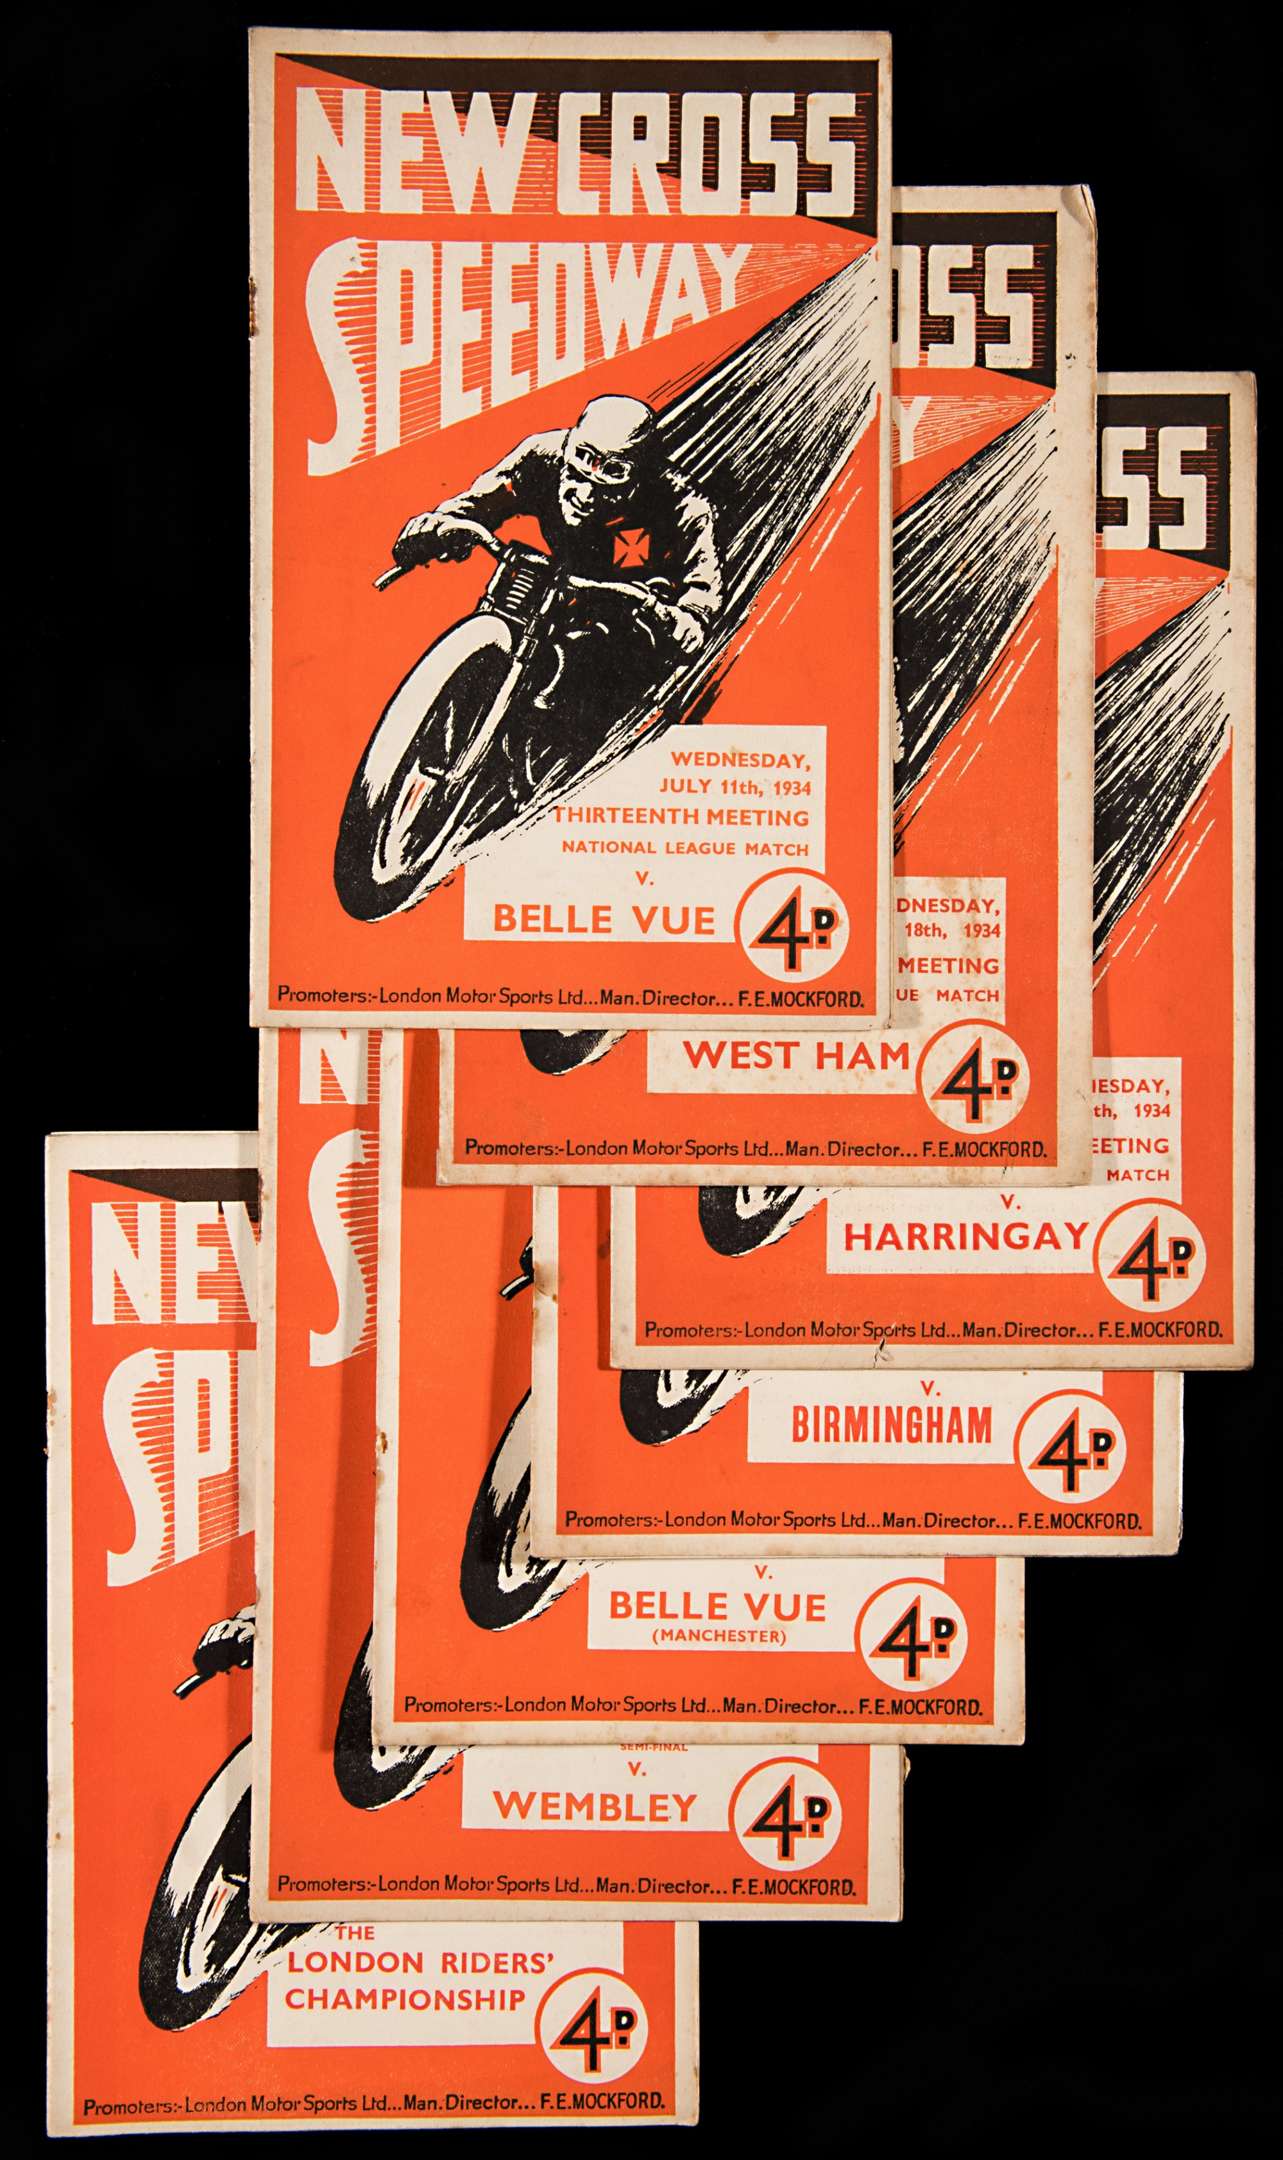 NEW CROSS
SPEEDWAY
WEDNESDAY,
JULY 11th, 1934
THIRTEENTH MEETING
NATIONAL LEAGUE MATCH
V.
BELLE VUE
4D.
Promoters:-London Motor Sports Ltd...Man. Director... F.E.MOCKFORD.
OSS
Y
DNESDAY,
18th, 1934
MEETING
UE MATCH
WEST HAM
4D.
Promoters:-London Motor Sports Ltd...Man. Director... F.E.MOCKFORD.
SS
ESDAY,
th, 1934
EETING
MATCH
V.
HARRINGAY
4D.
Promoters:-London Motor Sports Ltd...Man. Director... F.E.MOCKFORD.
V.
BIRMINGHAM
4D.
Promoters:-London Motor Sports Ltd...Man. Director... F.E.MOCKFORD.
V.
BELLE VUE
(MANCHESTER)
4D.
Promoters:-London Motor Sports Ltd...Man. Director... F.E.MOCKFORD.
N
S
SEMI-FINAL
V.
WEMBLEY
4D.
Promoters:-London Motor Sports Ltd...Man. Director... F.E.MOCKFORD.
NEW
SP
THE
LONDON RIDERS'
CHAMPIONSHIP
4D.
Promoters:-London Motor Sports Ltd...Man. Director... F.E.MOCKFORD.